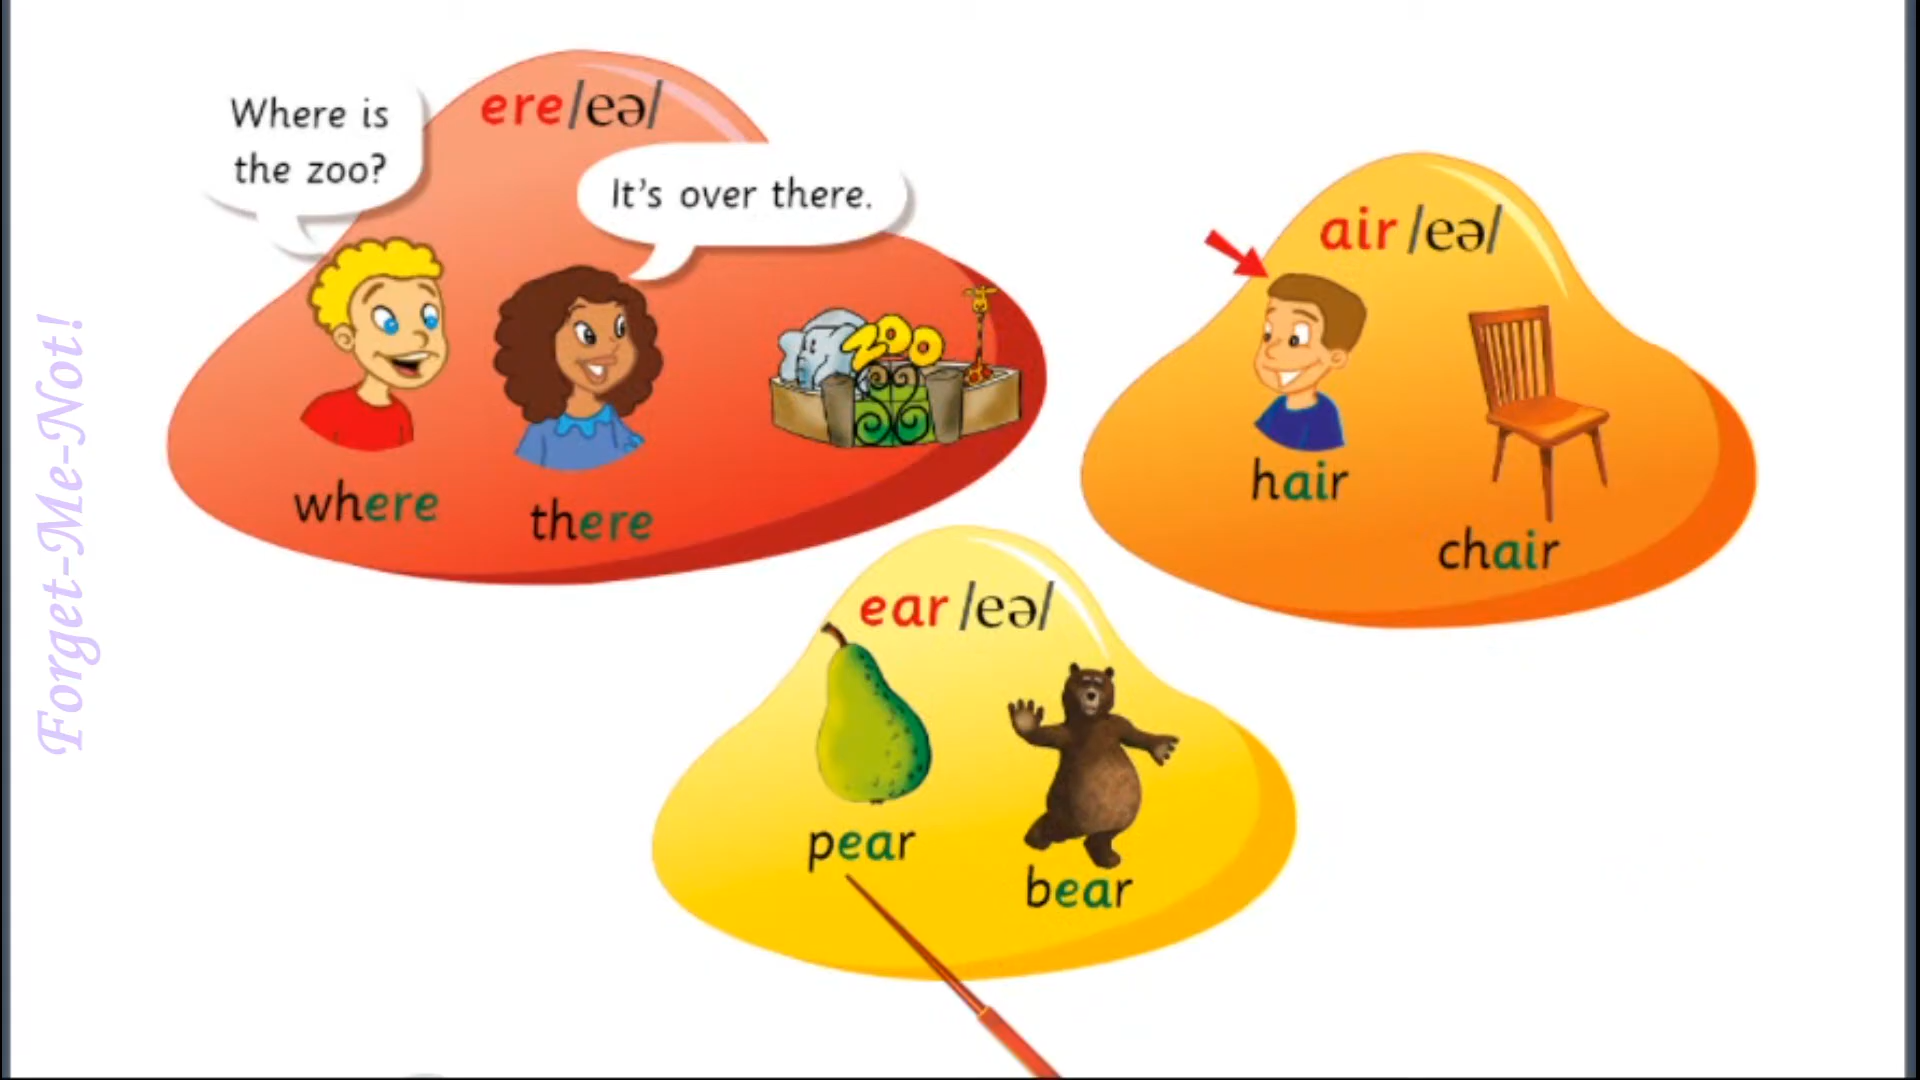 ere/eə/
Where is
the zoo?
It's over there.
ZOO
where
there
air /eə/
hair
chair
ear /eə/
pear
bear
Forget-Me-Not!